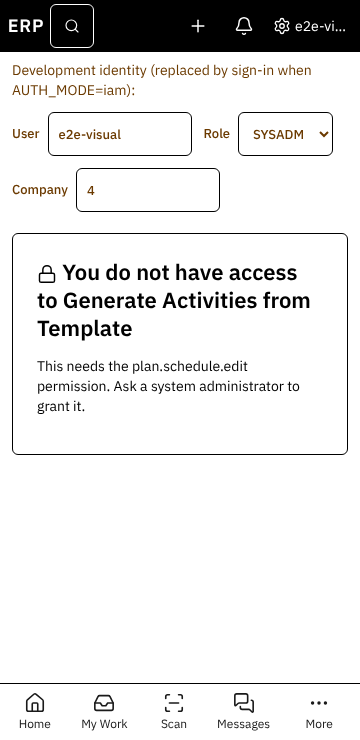 ERP
e2e-vi...
Development identity (replaced by sign-in when
AUTH_MODE=iam):
User e2e-visual Role SYSADM
Company 4
You do not have access
to Generate Activities from
Template
This needs the plan.schedule.edit
permission. Ask a system administrator to
grant it.
Home My Work Scan Messages More